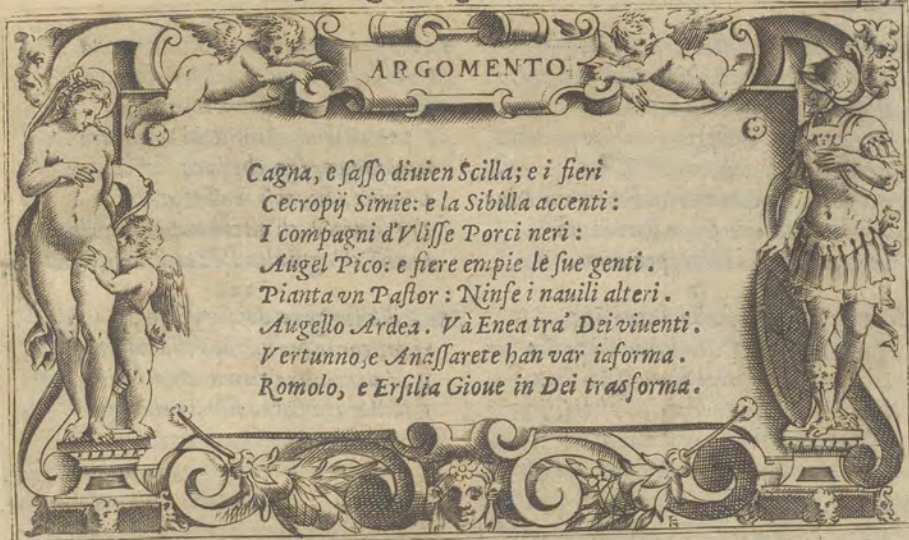 ARGOMENTO
Cagna, e ſaſſo diuien Scilla; e i fieri
Cecropij Simie: e la Sibilla accenti:
I compagni d'Vliſſe Porci neri:
Augel Pico: e fiere empie le ſue genti.
Pianta vn Paſtor: Ninfe i nauili alteri.
Augello Ardea. Và Enea tra' Dei viuenti.
Vertunno, e Anaſſarete han var iaforma.
Romolo, e Erſilia Gioue in Dei trasforma.